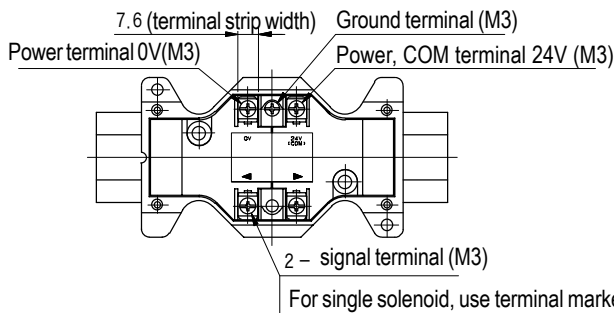 7.6 (terminal strip width) Ground terminal (M3)
Power terminal 0V(M3) Power, COM terminal 24V (M3)
0V 24V
(COM)
2 – signal terminal (M3)
For single solenoid, use terminal marke